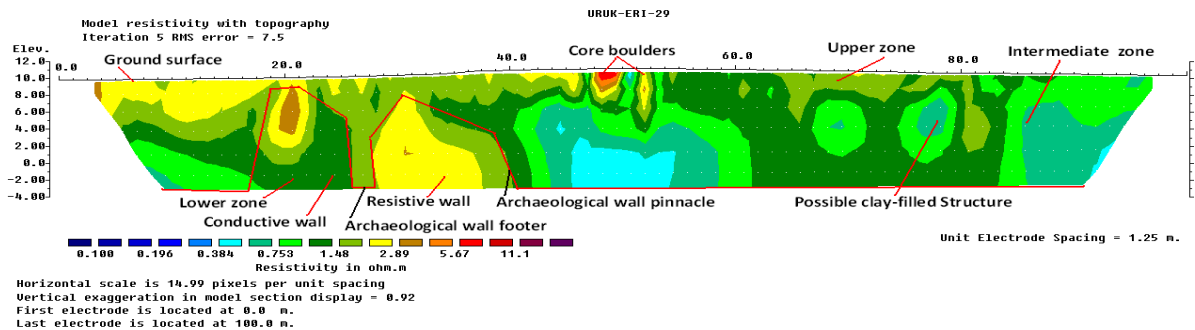 URUK-ERI-29
Model resistivity with topography
Iteration 5 RMS error = 7.5
Elev.
Core boulders
Upper zone
Intermediate zone
Ground surface
0.0 20.0 40.0 60.0 80.0
12.0
10.0
8.00
6.00
4.00
2.00
0.0
-2.00
-4.00
Lower zone
Resistive wall
Archaeological wall pinnacle
Possible clay-filled Structure
Conductive wall
Archaeological wall footer
Unit Electrode Spacing = 1.25 m.
0.100 0.196 0.384 0.753 1.48 2.89 5.67 11.1
Resistivity in ohm.m
Horizontal scale is 14.99 pixels per unit spacing
Vertical exaggeration in model section display = 0.92
First electrode is located at 0.0 m.
Last electrode is located at 100.0 m.